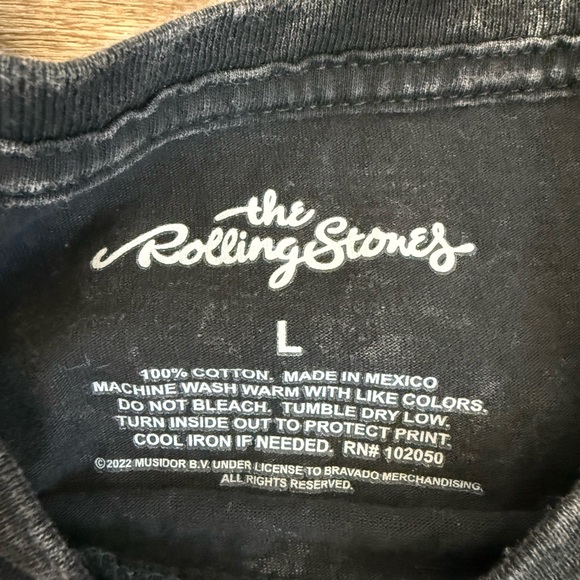 the
Rolling Stones
L
100% COTTON. MADE IN MEXICO
MACHINE WASH WARM WITH LIKE COLORS.
DO NOT BLEACH. TUMBLE DRY LOW.
TURN INSIDE OUT TO PROTECT PRINT.
COOL IRON IF NEEDED. RN# 102050
©2022 MUSIDOR B.V. UNDER LICENSE TO BRAVADO MERCHANDISING.
ALL RIGHTS RESERVED.